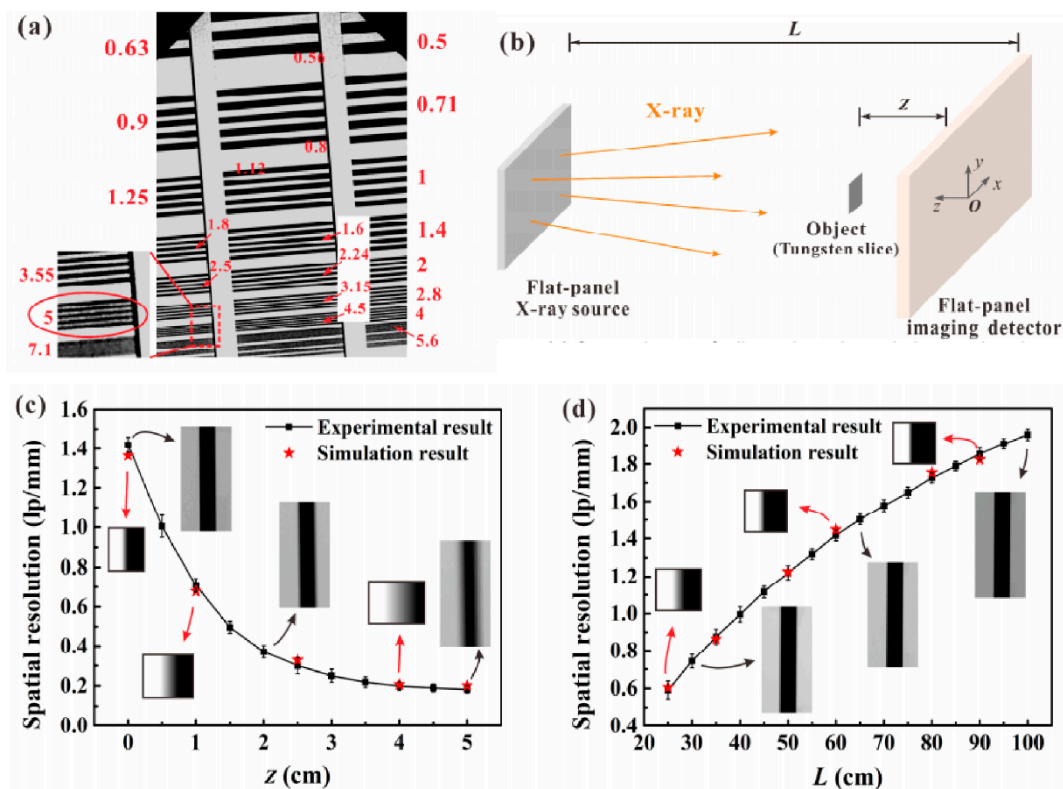 (a)
0.63
0.5
0.56
0.9
0.71
0.8
1.12
1
1.25
1.8
1.6
1.4
2.5
2.24
2
3.55
3.15
2.8
5
4.5
4
7.1
5.6
(b)
L
X-ray
z
y
x
z
O
Object
(Tungsten slice)
Flat-panel
X-ray source
Flat-panel
imaging detector
(c)
Experimental result
Simulation result
Spatial resolution (lp/mm)
1.6
1.4
1.2
1.0
0.8
0.6
0.4
0.2
0.0
0 1 2 3 4 5
z (cm)
(d)
Experimental result
Simulation result
Spatial resolution (lp/mm)
2.0
1.8
1.6
1.4
1.2
1.0
0.8
0.6
0.4
20 30 40 50 60 70 80 90 100
L (cm)